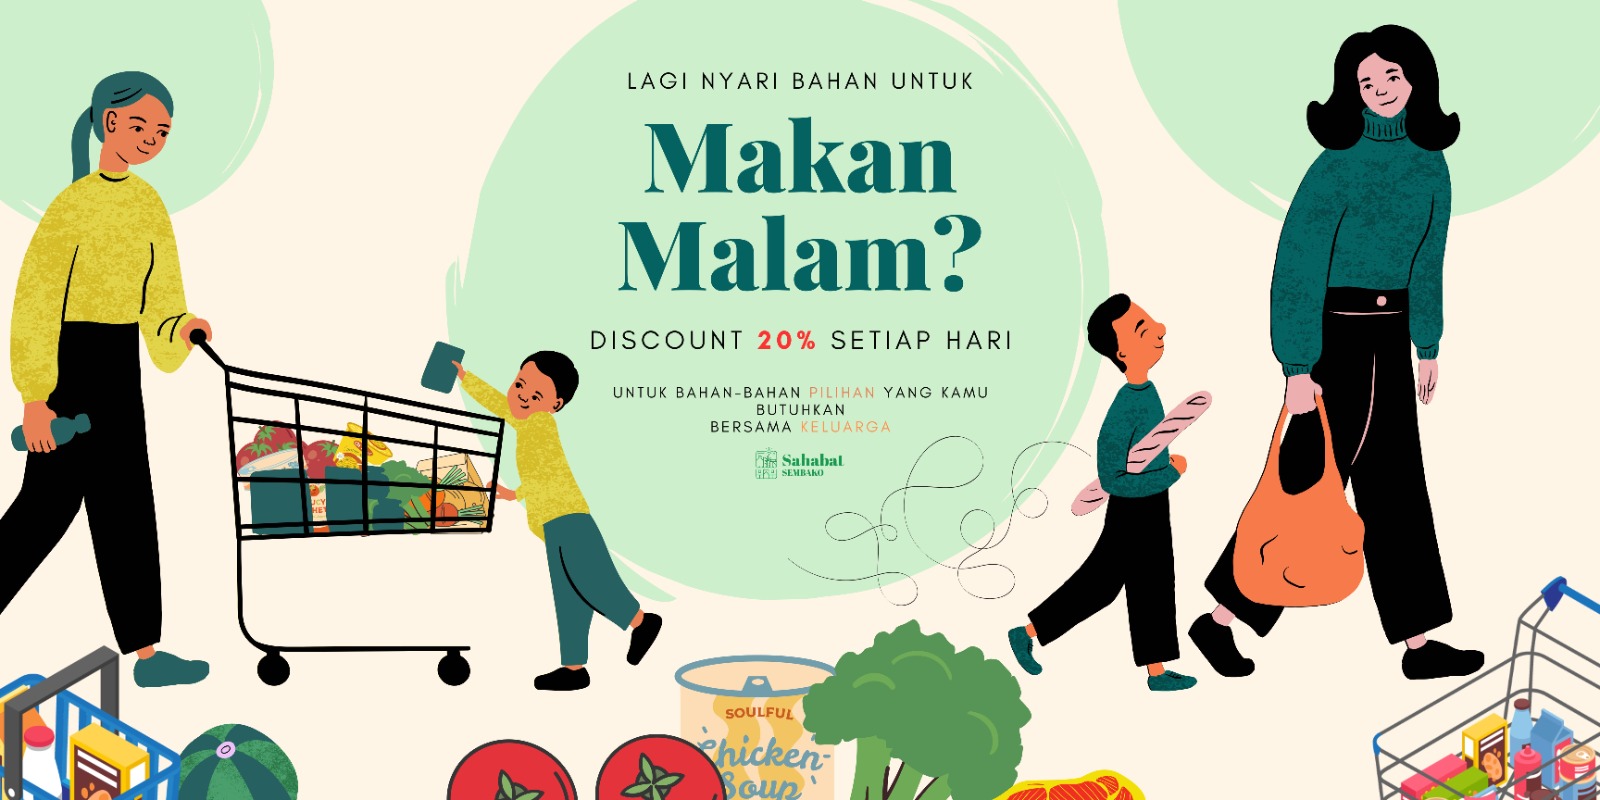 LAGI NYARI BAHAN UNTUK
Makan
Malam?
DISCOUNT 20% SETIAP HARI
UNTUK BAHAN-BAHAN PILIHAN YANG KAMU
BUTUHKAN
BERSAMA KELUARGA
Sahabat
SEMBAKO
SOULFUL
Chicken-
Soup